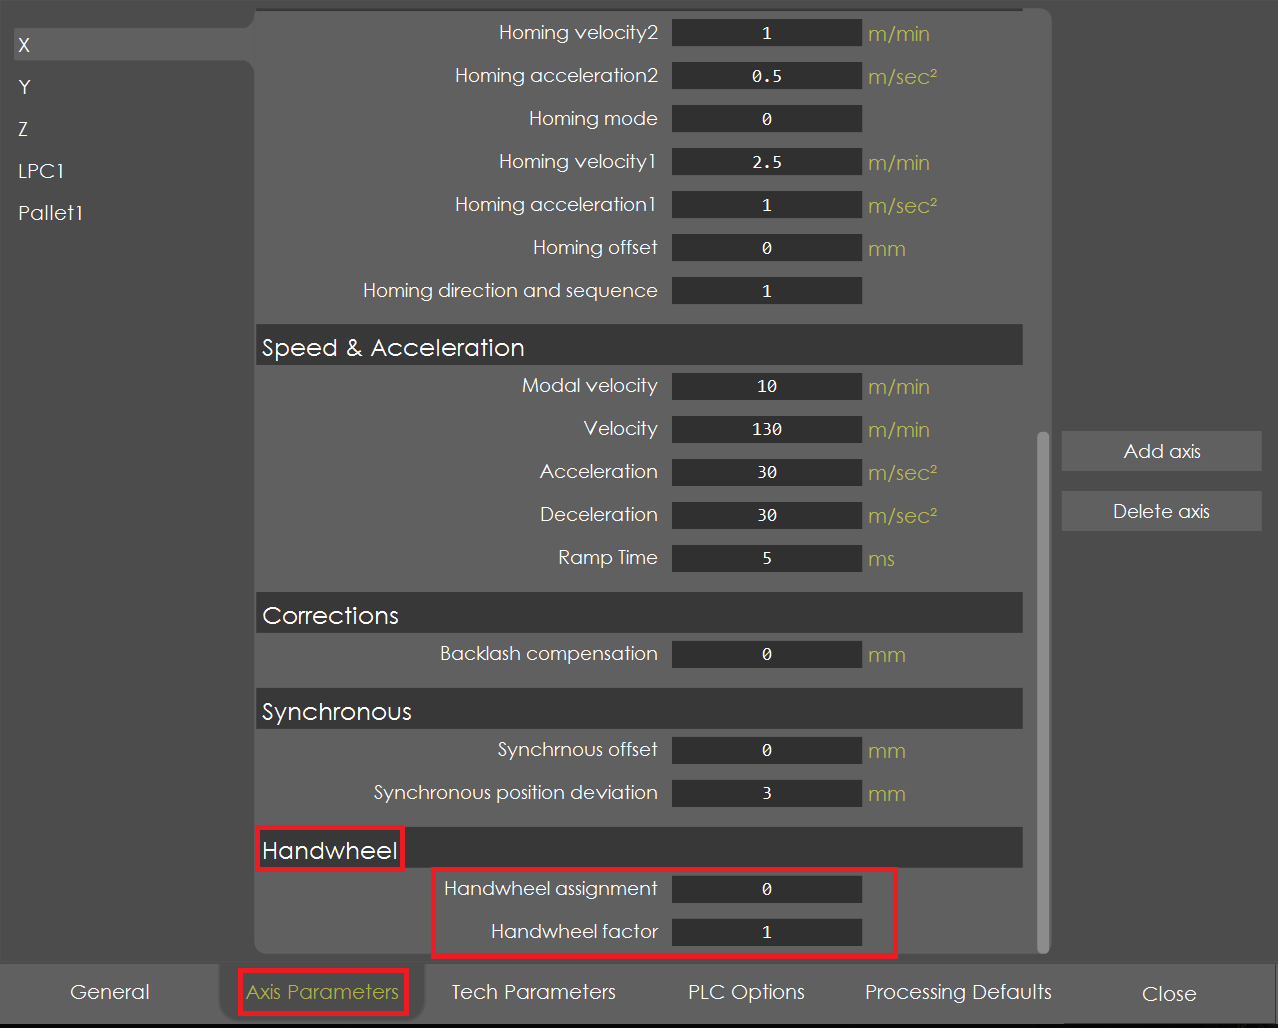 X
Y
Z
LPC1
Pallet1
Homing velocity2 1 m/min
Homing acceleration2 0.5 m/sec²
Homing mode 0
Homing velocity1 2.5 m/min
Homing acceleration1 1 m/sec²
Homing offset 0 mm
Homing direction and sequence 1
Speed & Acceleration
Modal velocity 10 m/min
Velocity 130 m/min
Acceleration 30 m/sec²
Deceleration 30 m/sec²
Ramp Time 5 ms
Corrections
Backlash compensation 0 mm
Synchronous
Synchrnous offset 0 mm
Synchronous position deviation 3 mm
Handwheel
Handwheel assignment 0
Handwheel factor 1
Add axis
Delete axis
General Axis Parameters Tech Parameters PLC Options Processing Defaults Close